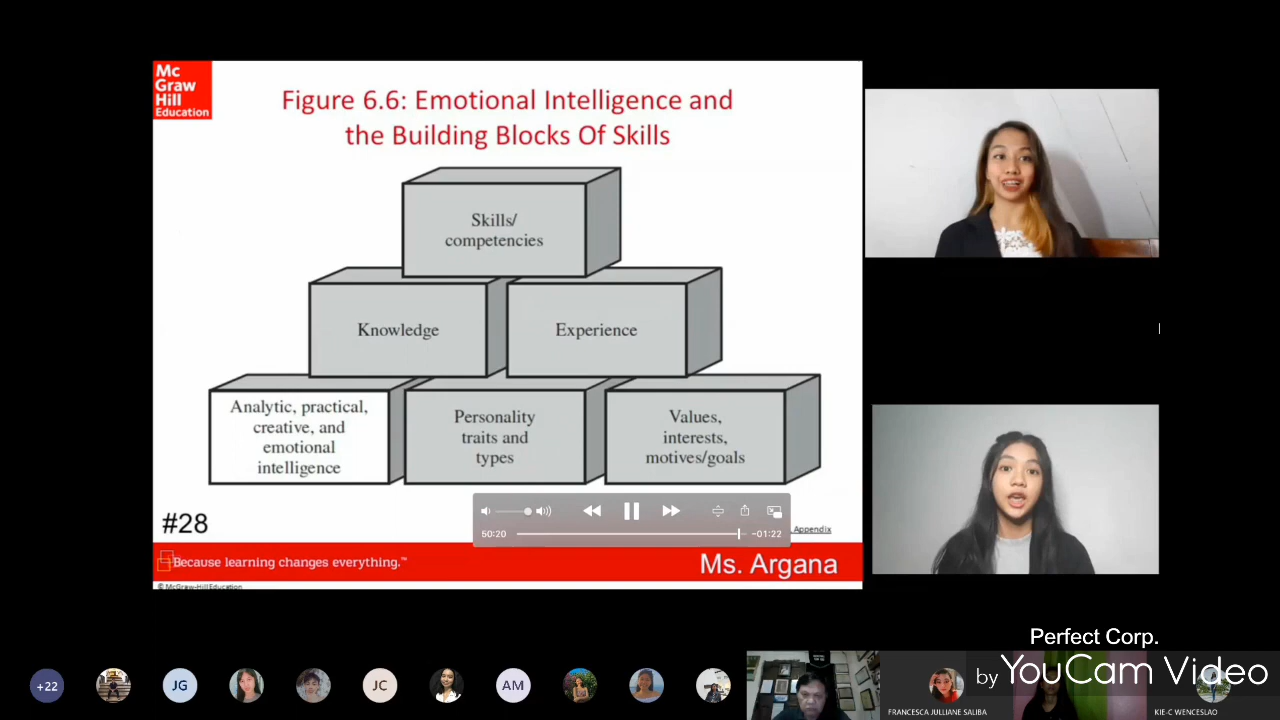 Mc
Graw
Hill
Education
Figure 6.6: Emotional Intelligence and
the Building Blocks Of Skills
Skills/
competencies
Knowledge
Experience
Analytic, practical,
creative, and
emotional
intelligence
Personality
traits and
types
Values,
interests,
motives/goals
50:20
-01:22
#28
Appendix
Because learning changes everything.™
Ms. Argana
© McGraw-Hill Education
Perfect Corp.
by YouCam Video
+22
JG
JC
AM
FRANCESCA JULLIANE SALIBA
KIE-C WENCESLAO